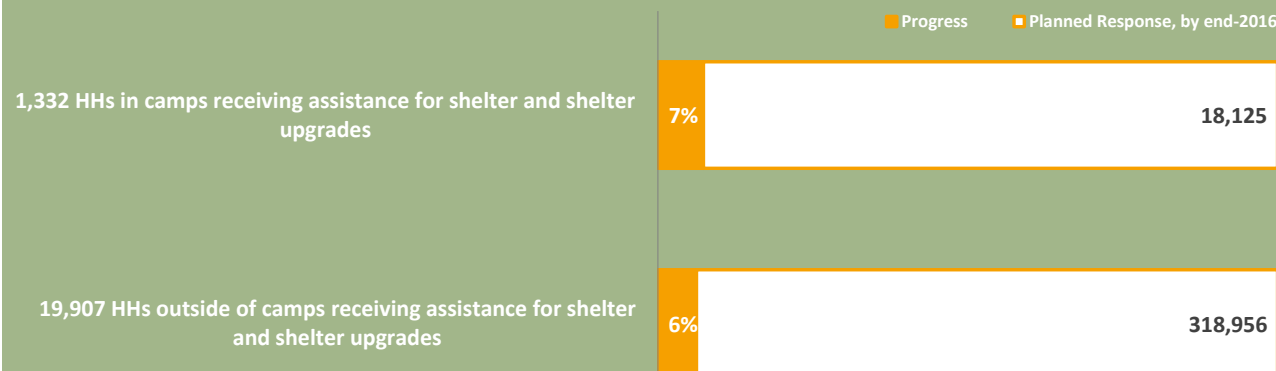 Progress Planned Response, by end-2016
1,332 HHs in camps receiving assistance for shelter and shelter
upgrades
7%
18,125
19,907 HHs outside of camps receiving assistance for shelter
and shelter upgrades
6%
318,956